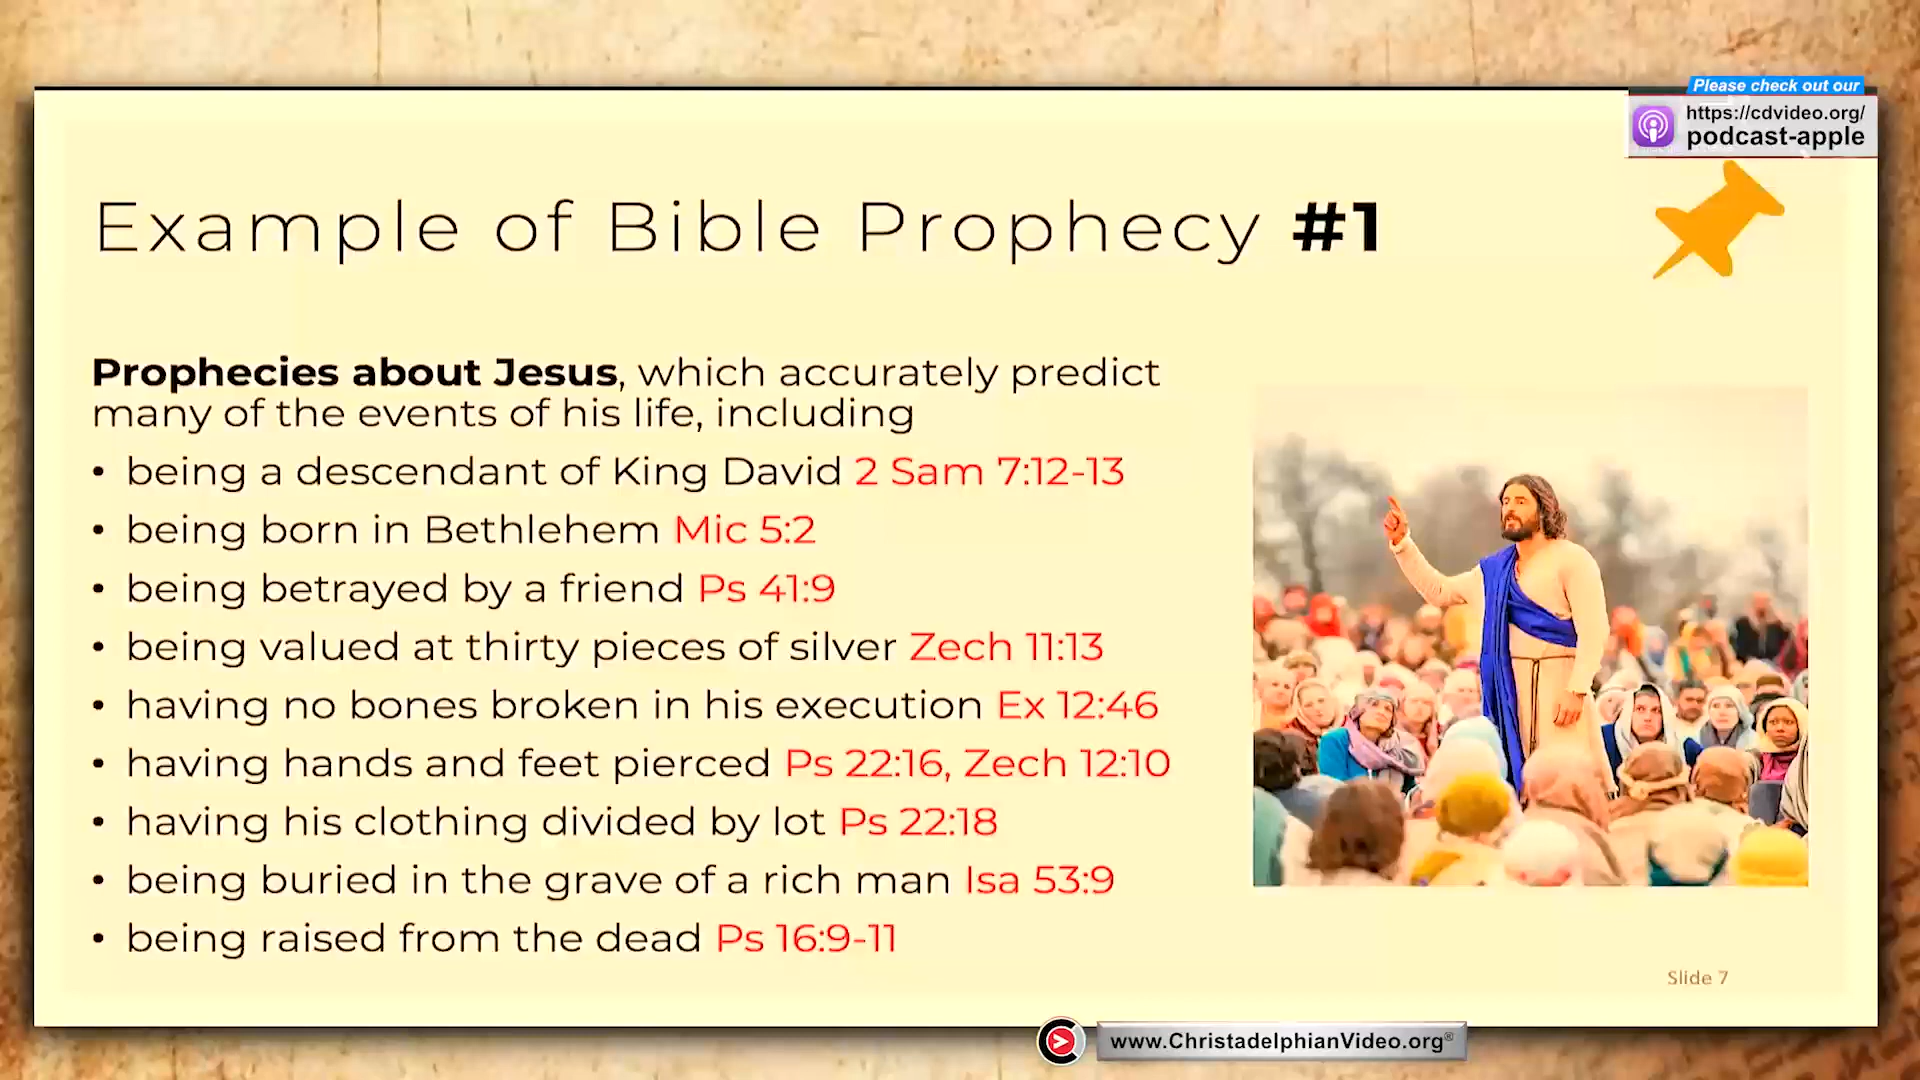 Please check out our
https://cdvideo.org/
podcast-apple
Example of Bible Prophecy #1
Prophecies about Jesus, which accurately predict
many of the events of his life, including
• being a descendant of King David 2 Sam 7:12-13
• being born in Bethlehem Mic 5:2
• being betrayed by a friend Ps 41:9
• being valued at thirty pieces of silver Zech 11:13
• having no bones broken in his execution Ex 12:46
• having hands and feet pierced Ps 22:16, Zech 12:10
• having his clothing divided by lot Ps 22:18
• being buried in the grave of a rich man Isa 53:9
• being raised from the dead Ps 16:9-11
Slide 7
www.ChristadelphianVideo.org®